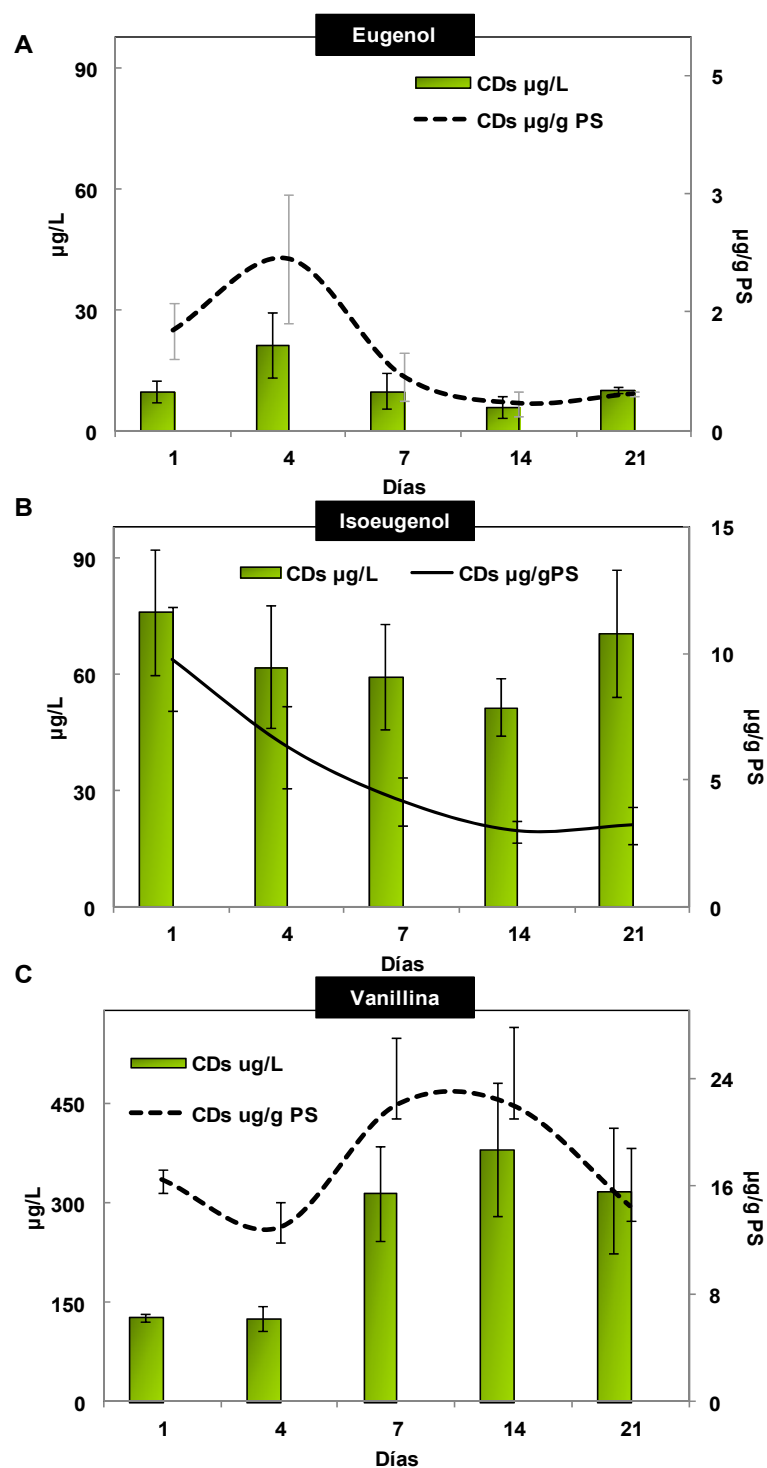 A
Eugenol
90
60
30
0
µg/L
CDs µg/L
CDs µg/g PS
5
3
2
0
µg/g PS
1 4 7 14 21
Días
B
Isoeugenol
90
60
30
0
µg/L
CDs µg/L CDs µg/gPS
15
10
5
0
µg/g PS
1 4 7 14 21
Días
C
Vanillina
450
300
150
0
µg/L
CDs ug/L
CDs ug/g PS
24
16
8
0
µg/g PS
1 4 7 14 21
Días